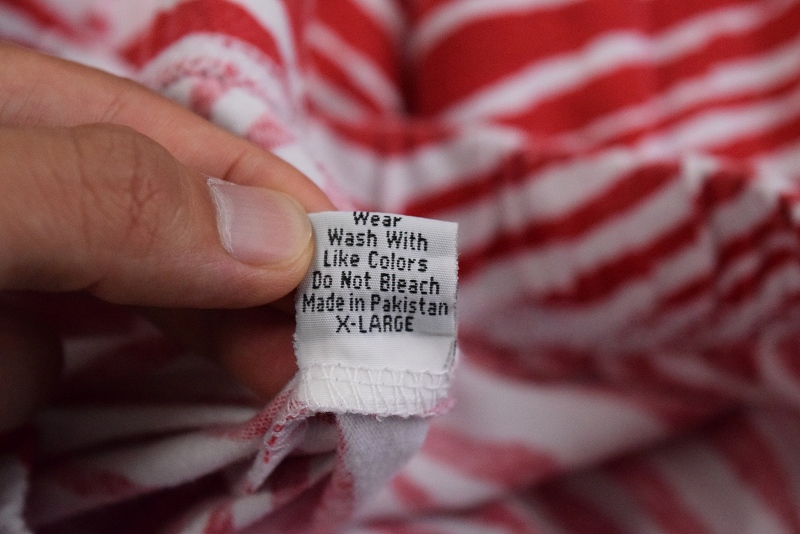 Wear
Wash With
Like Colors
Do Not Bleach
Made in Pakistan
X-LARGE